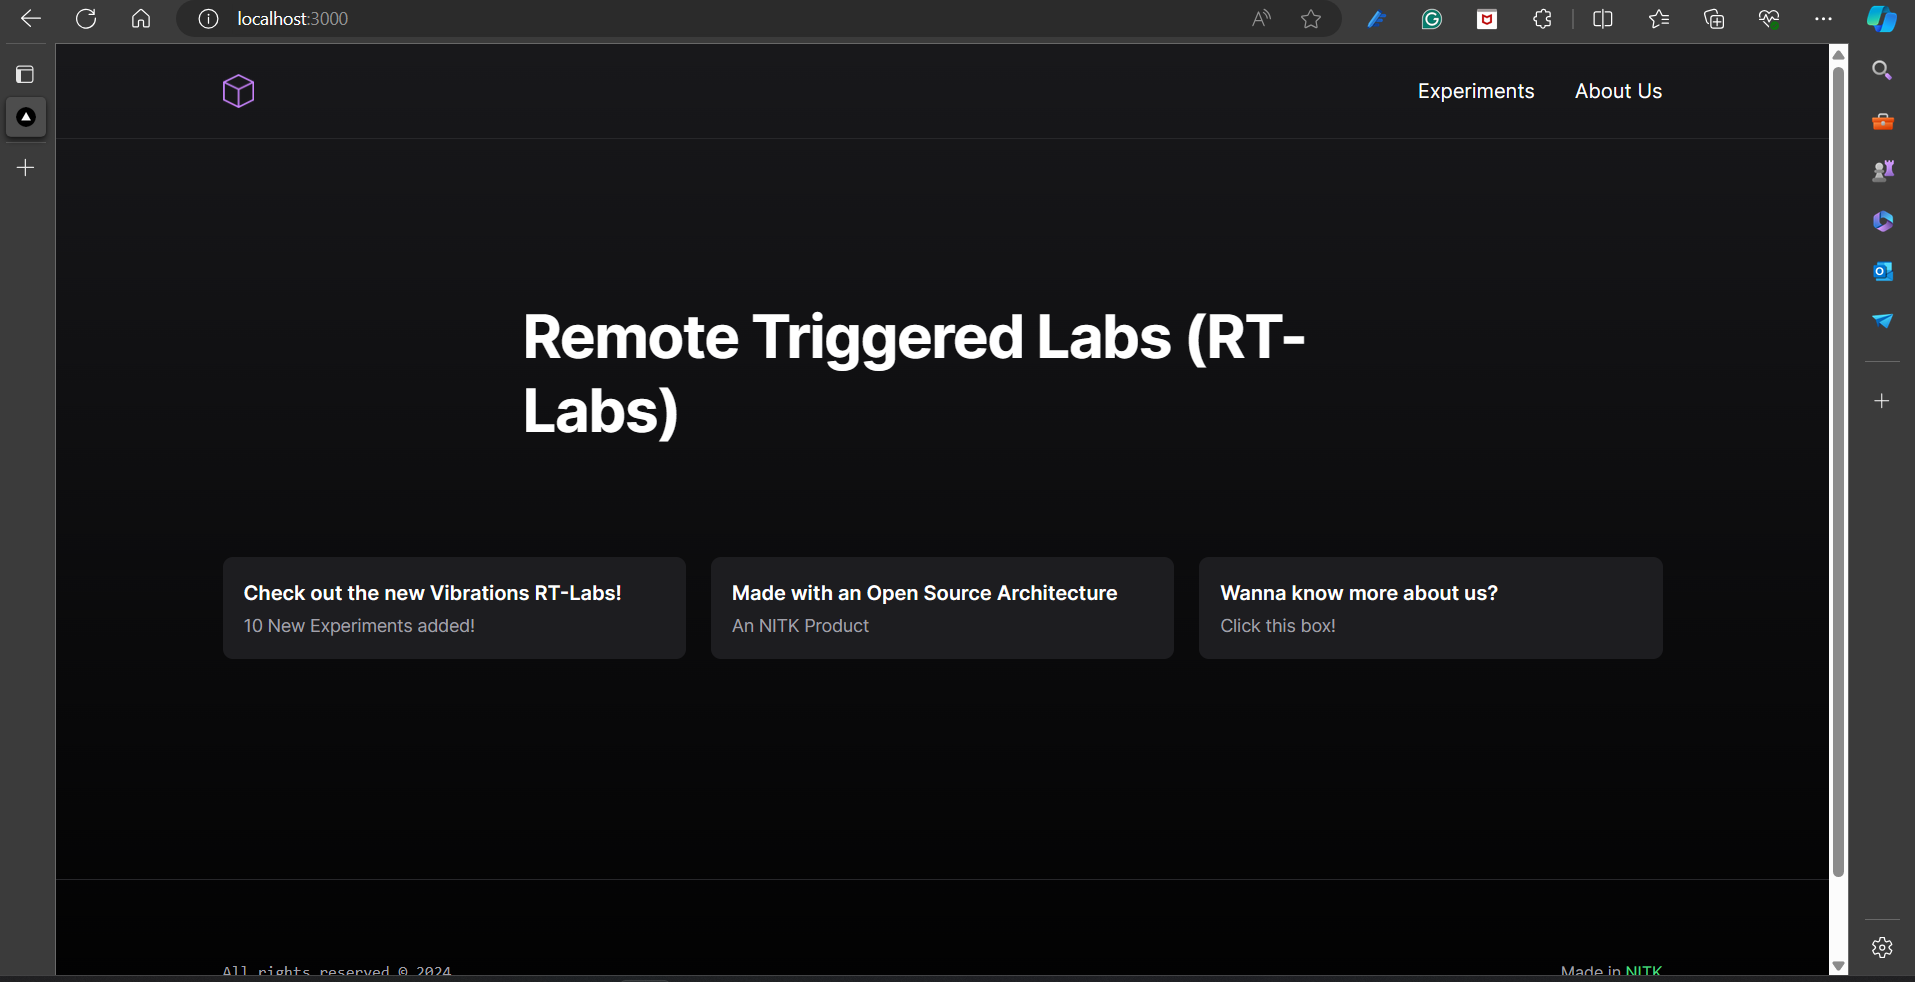 localhost:3000
Experiments About Us
Remote Triggered Labs (RT-
Labs)
Check out the new Vibrations RT-Labs!
10 New Experiments added!
Made with an Open Source Architecture
An NITK Product
Wanna know more about us?
Click this box!
All rights reserved © 2024
Made in NITK